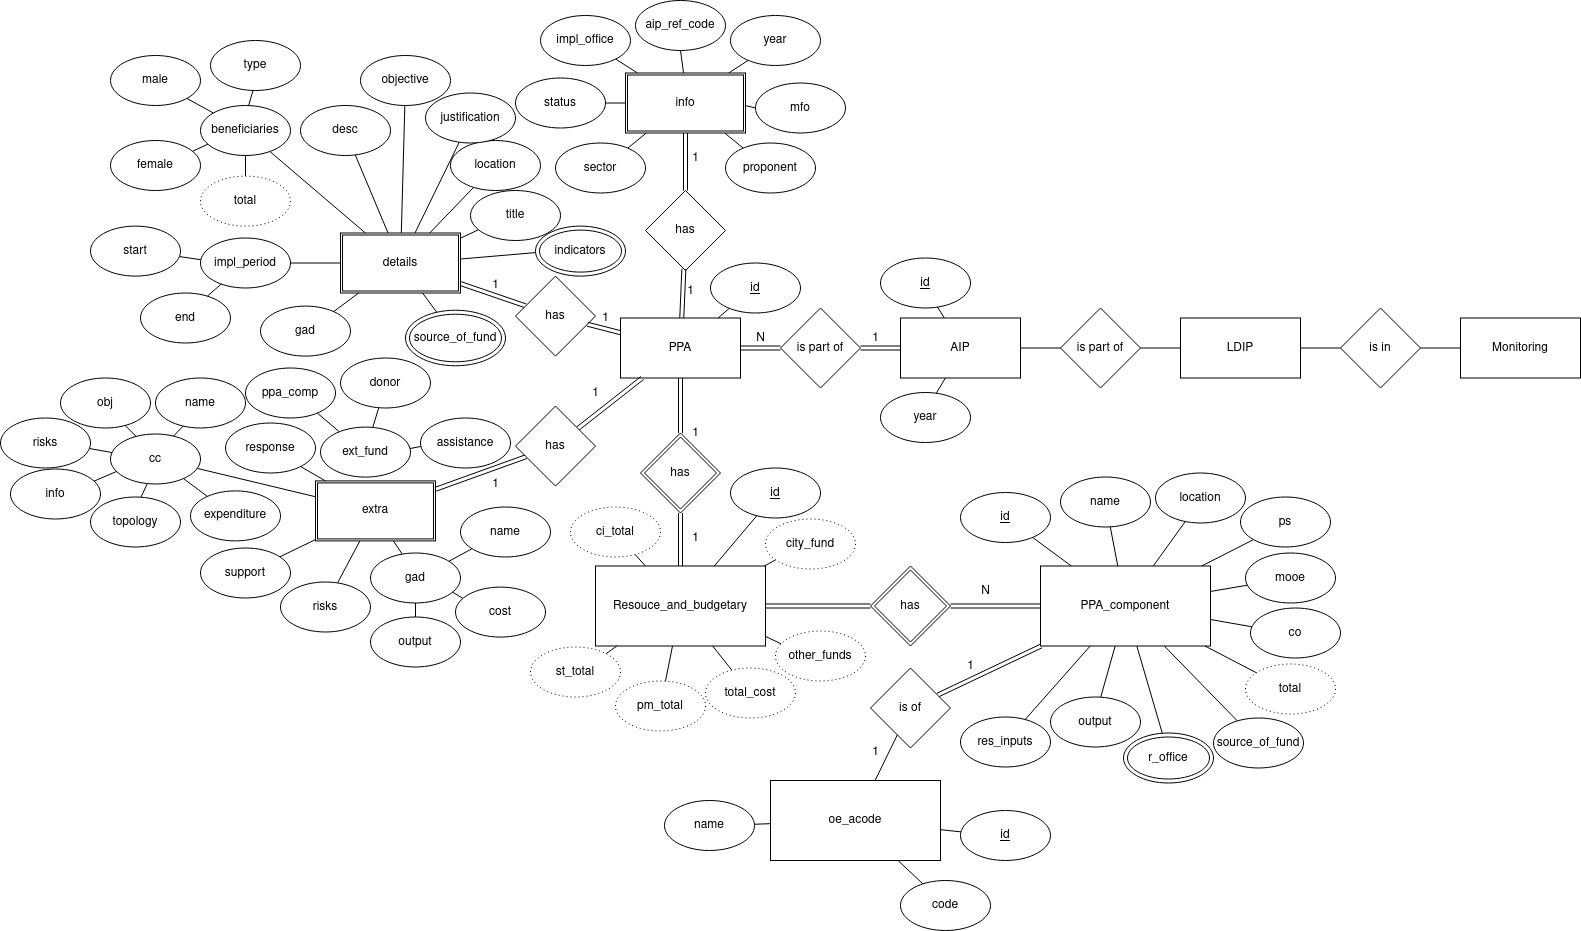 aip_ref_code
impl_office
year
type
male
objective
status
info
mfo
justification
beneficiaries
desc
1
female
location
sector
proponent
total
title
has
start
indicators
impl_period
details
1
id
id
1
end
gad
has
1
source_of_fund
N
1
PPA
is part of
AIP
is part of
LDIP
is in
Monitoring
donor
ppa_comp
1
obj
name
year
1
risks
response
ext_fund
assistance
has
cc
has
1
info
id
topology
expenditure
extra
name
location
id
ps
name
ci_total
1
city_fund
support
gad
mooe
risks
cost
N
Resouce_and_budgetary
has
PPA_component
co
output
other_funds
1
st_total
total_cost
total
pm_total
is of
res_inputs
output
source_of_fund
1
r_office
name
oe_acode
id
code